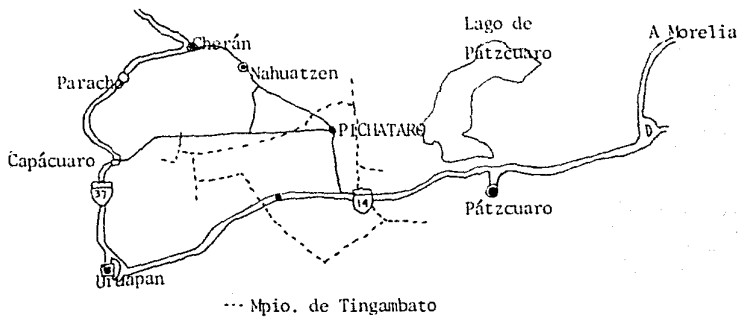 Lago de
Pátzcuaro
A Morelia
Cherán
Nahuatzen
Paracho
PICHATARO
Capácuaro
37
14
Pátzcuaro
Uruapan
--- Mpio. de Tingambato